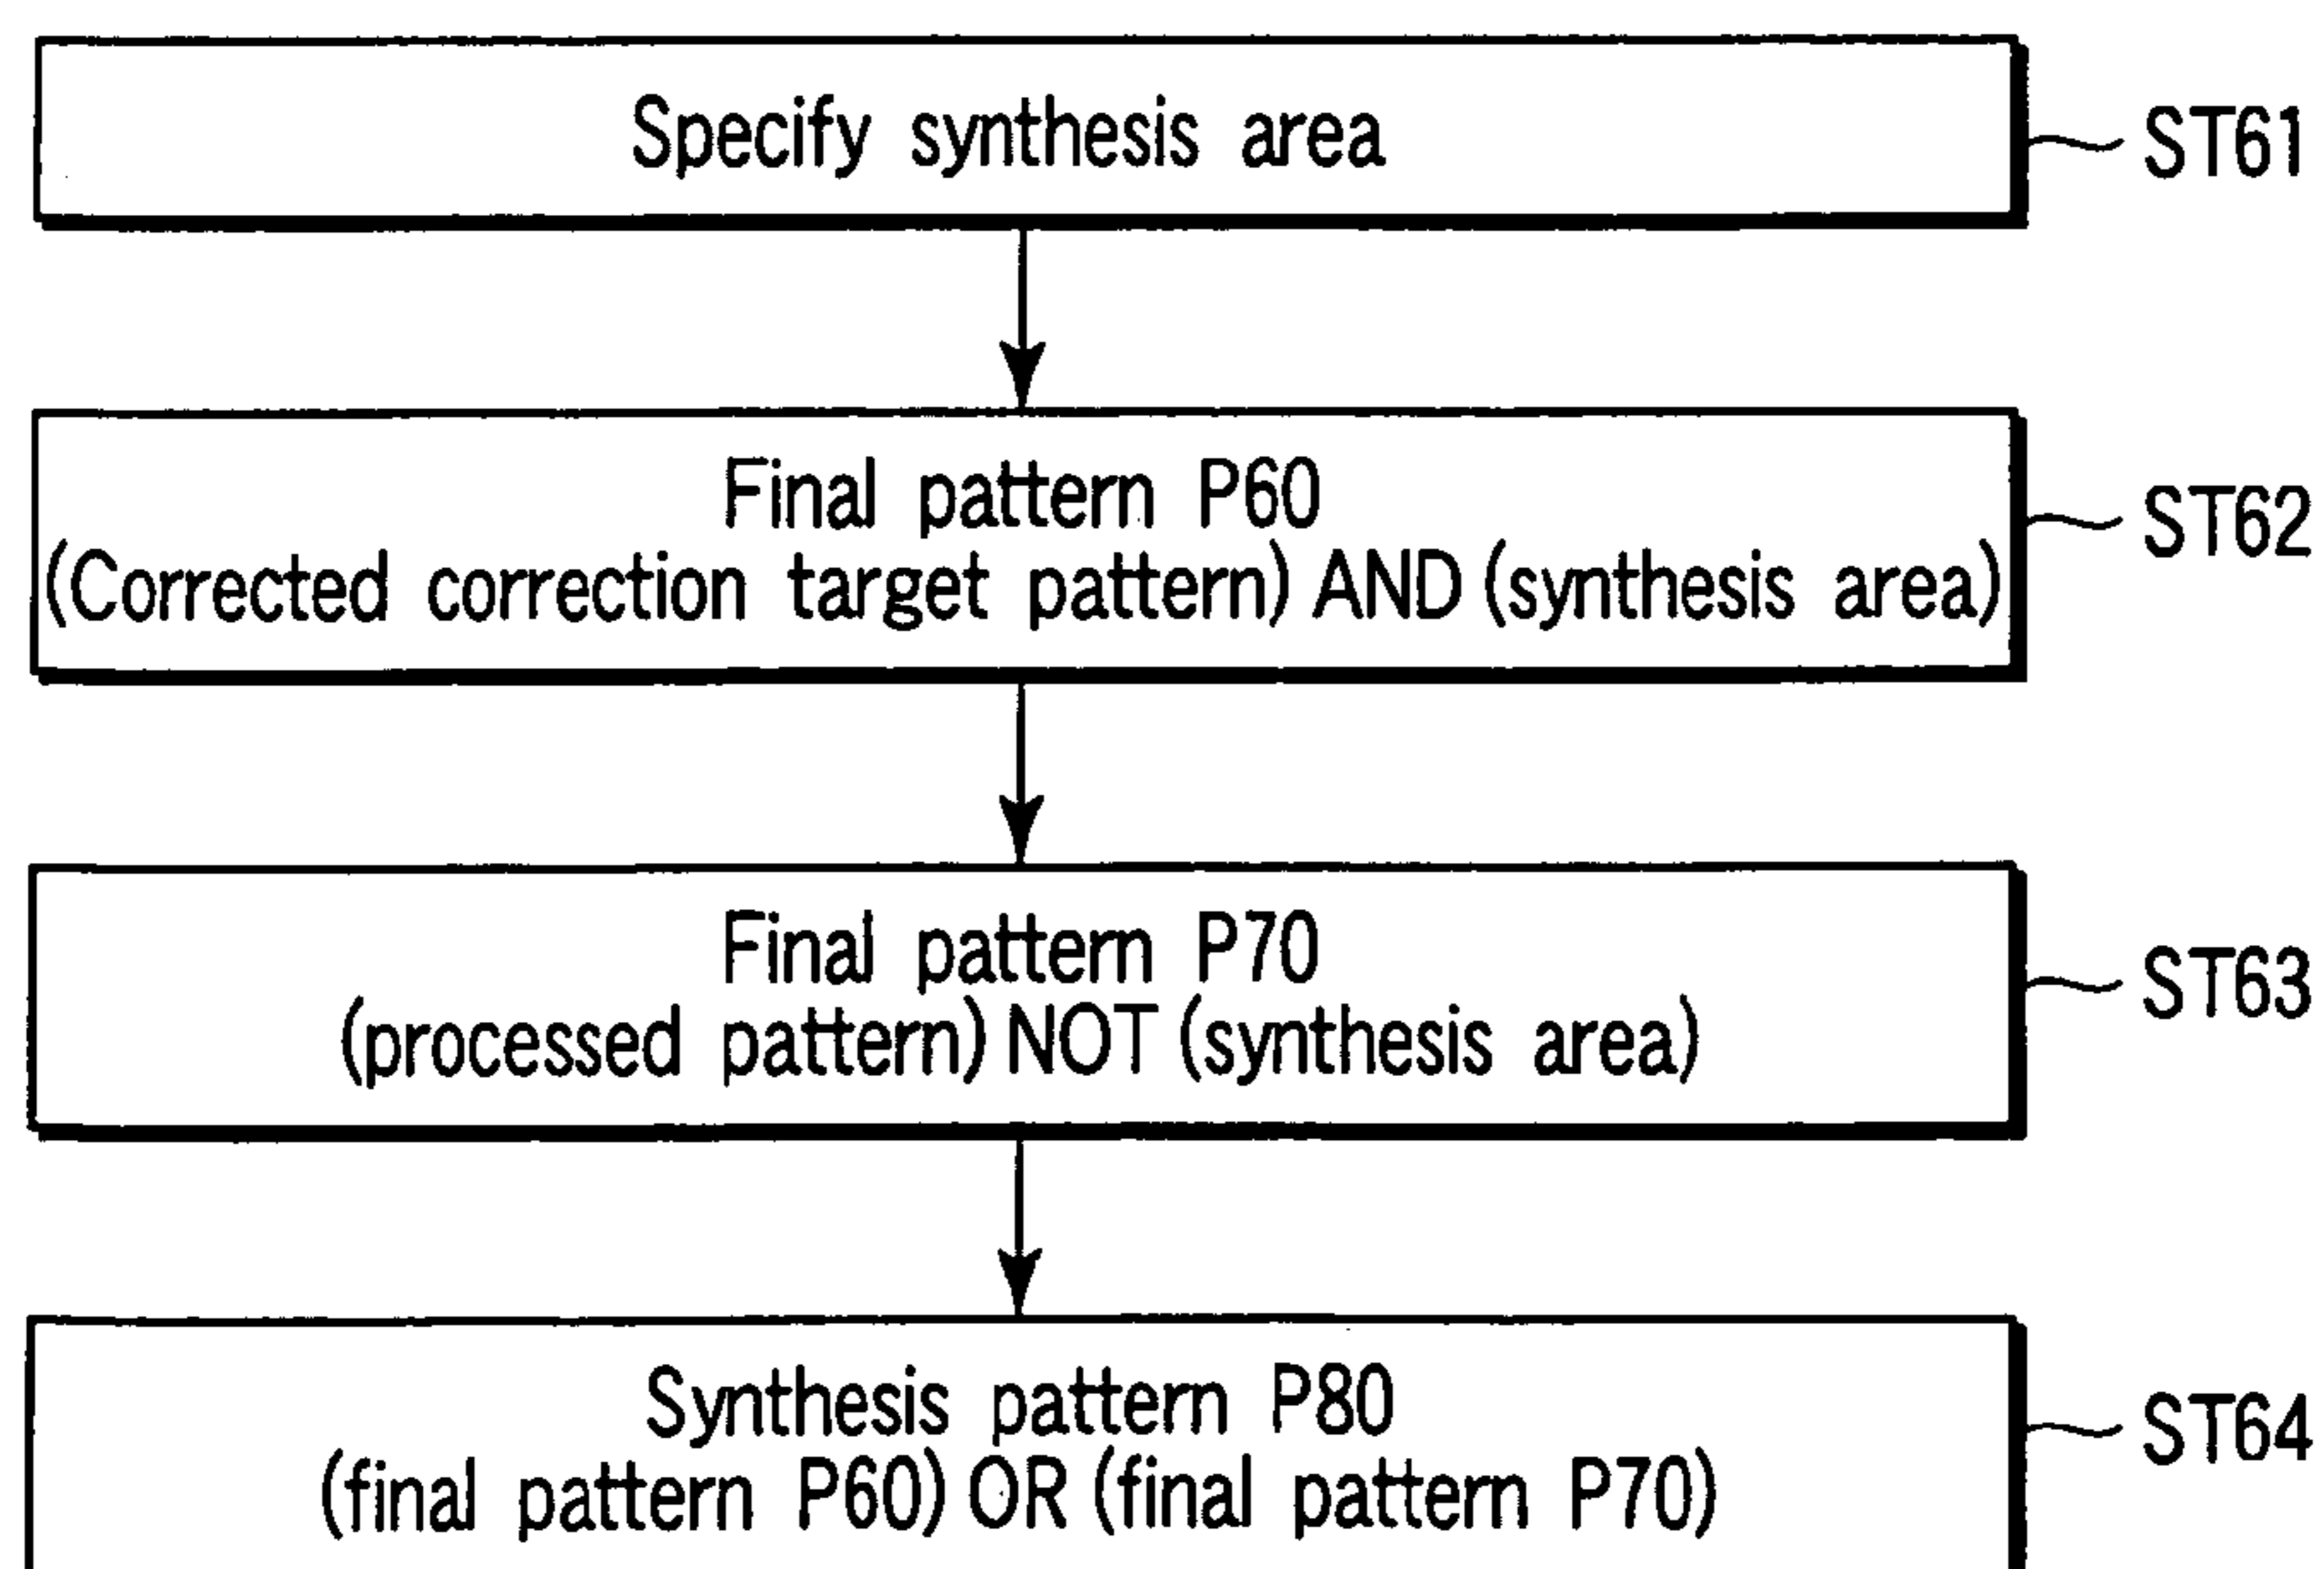 Specify synthesis area
ST61
Final pattern P60
(Corrected correction target pattern) AND (synthesis area)
ST62
Final pattern P70
(processed pattern) NOT (synthesis area)
ST63
Synthesis pattern P80
(final pattern P60) OR (final pattern P70)
ST64